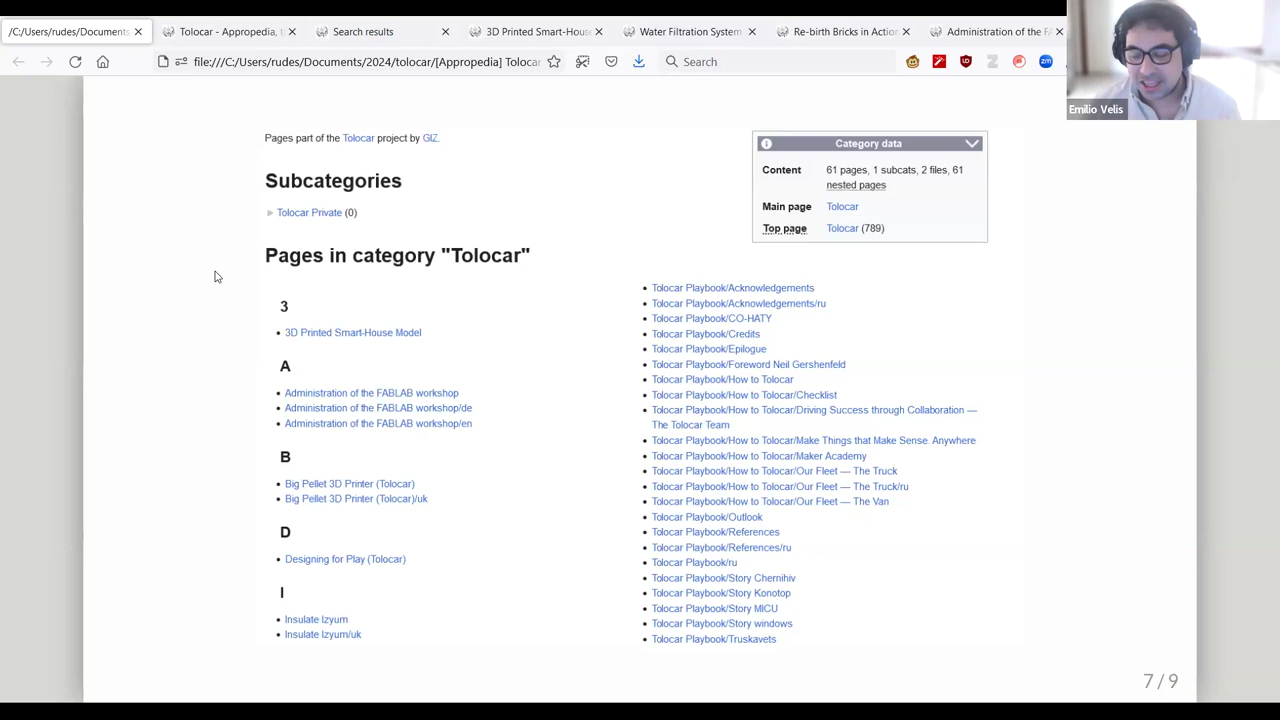 /C:/Users/rudes/Documents
Tolocar - Appropedia, t
Search results
3D Printed Smart-Hous
Water Filtration System
Re-birth Bricks in Action
Administration of the FA
file:///C:/Users/rudes/Documents/2024/tolocar/[Appropedia] Tolocar
Search
Emilio Velis
Pages part of the Tolocar project by GIZ.
Subcategories
Tolocar Private (0)
Category data
Content 61 pages, 1 subcats, 2 files, 61
nested pages
Main page Tolocar
Top page Tolocar (789)
Pages in category "Tolocar"
3
3D Printed Smart-House Model
A
Administration of the FABLAB workshop
Administration of the FABLAB workshop/de
Administration of the FABLAB workshop/en
B
Big Pellet 3D Printer (Tolocar)
Big Pellet 3D Printer (Tolocar)/uk
D
Designing for Play (Tolocar)
I
Insulate Izyum
Insulate Izyum/uk
Tolocar Playbook/Acknowledgements
Tolocar Playbook/Acknowledgements/ru
Tolocar Playbook/CO-HATY
Tolocar Playbook/Credits
Tolocar Playbook/Epilogue
Tolocar Playbook/Foreword Neil Gershenfeld
Tolocar Playbook/How to Tolocar
Tolocar Playbook/How to Tolocar/Checklist
Tolocar Playbook/How to Tolocar/Driving Success through Collaboration —
The Tolocar Team
Tolocar Playbook/How to Tolocar/Make Things that Make Sense. Anywhere
Tolocar Playbook/How to Tolocar/Maker Academy
Tolocar Playbook/How to Tolocar/Our Fleet — The Truck
Tolocar Playbook/How to Tolocar/Our Fleet — The Truck/ru
Tolocar Playbook/How to Tolocar/Our Fleet — The Van
Tolocar Playbook/Outlook
Tolocar Playbook/References
Tolocar Playbook/References/ru
Tolocar Playbook/ru
Tolocar Playbook/Story Chernihiv
Tolocar Playbook/Story Konotop
Tolocar Playbook/Story MICU
Tolocar Playbook/Story windows
Tolocar Playbook/Truskavets
7 / 9